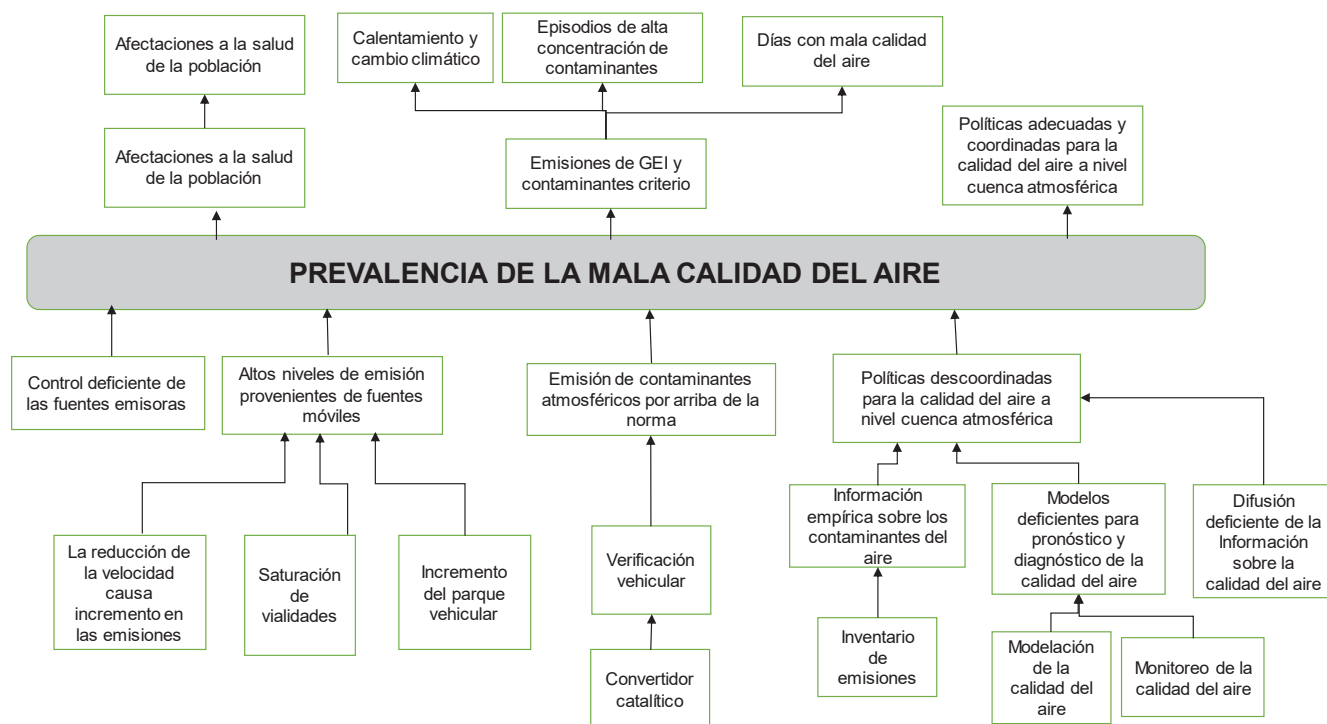 Afectaciones a la salud
de la población
Calentamiento y
cambio climático
Episodios de alta
concentración de
contaminantes
Días con mala calidad
del aire
Afectaciones a la salud
de la población
Emisiones de GEI y
contaminantes criterio
Políticas adecuadas y
coordinadas para la
calidad del aire a nivel
cuenca atmosférica
PREVALENCIA DE LA MALA CALIDAD DEL AIRE
Control deficiente de
las fuentes emisoras
Altos niveles de emisión
provenientes de fuentes
móviles
Emisión de contaminantes
atmosféricos por arriba de la
norma
Políticas descoordinadas
para la calidad del aire a
nivel cuenca atmosférica
La reducción de
la velocidad
causa
incremento en
las emisiones
Saturación
de
vialidades
Incremento
del parque
vehicular
Verificación
vehicular
Convertidor
catalítico
Información
empírica sobre los
contaminantes del
aire
Inventario
de
emisiones
Modelos
deficientes para
pronóstico y
diagnóstico de la
calidad del aire
Modelación
de la
calidad del
aire
Monitoreo de la
calidad del aire
Difusión
deficiente de la
Información
sobre la
calidad del aire